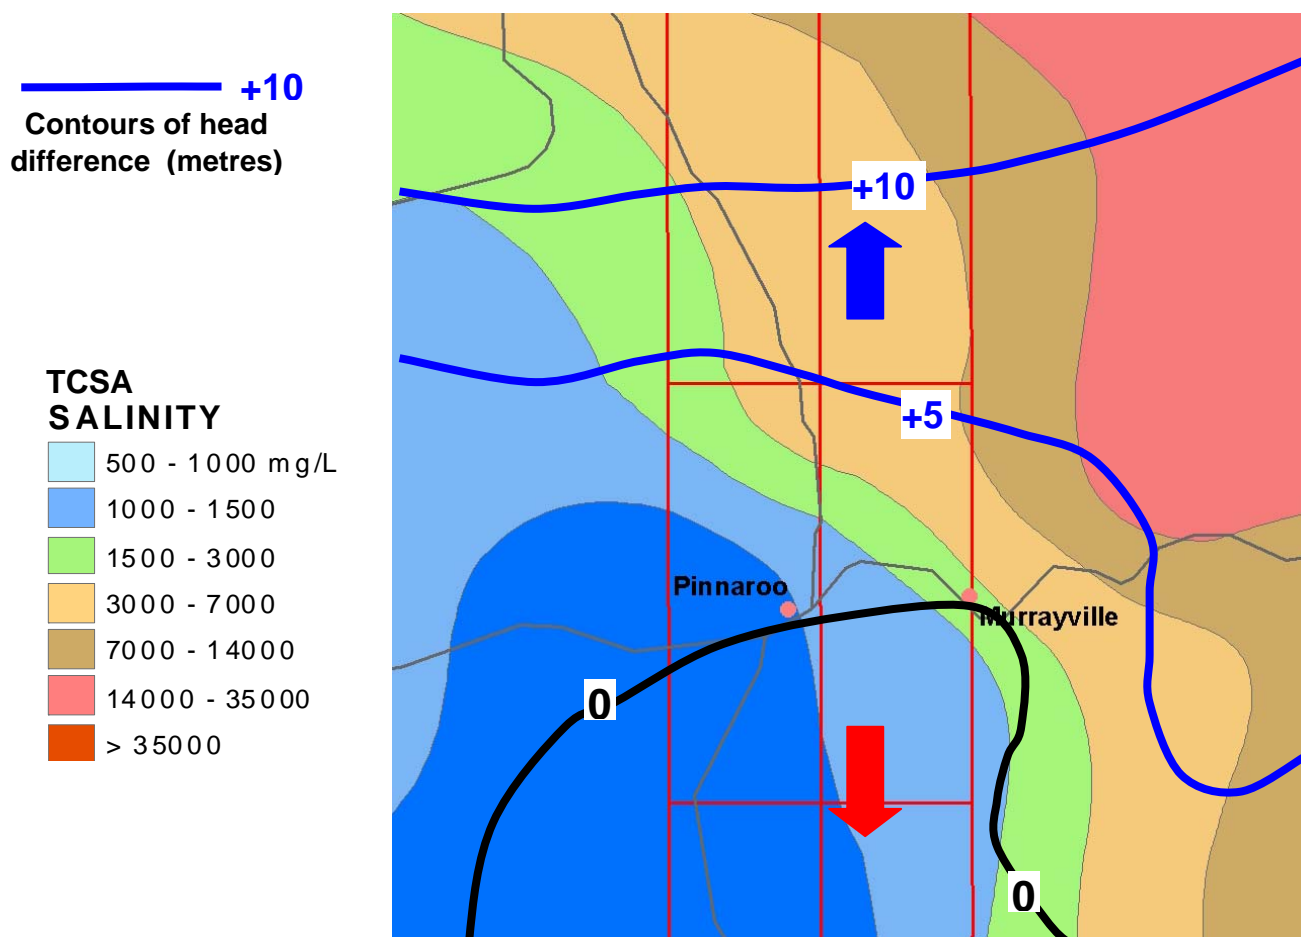 +10
Contours of head
difference (metres)
TCSA
SALINITY
500 - 1000 mg/L
1000 - 1500
1500 - 3000
3000 - 7000
7000 - 14000
14000 - 35000
> 35000
+10
+5
Pinnaroo
Murrayville
0
0